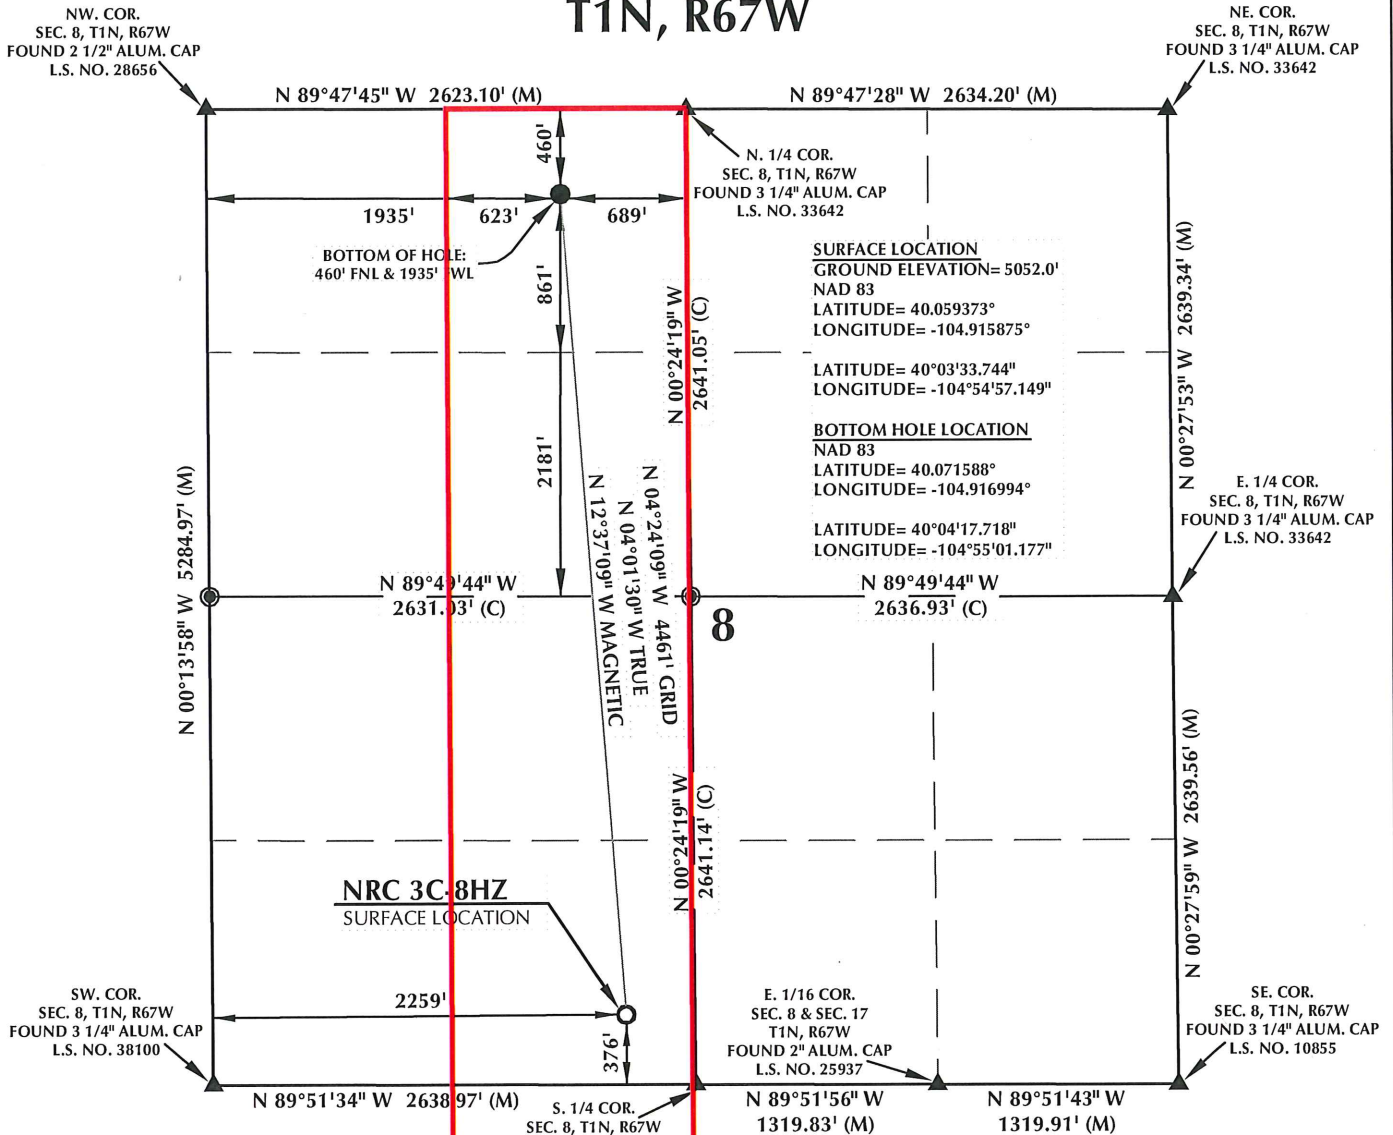 T1N, R67W
NW. COR.
SEC. 8, T1N, R67W
FOUND 2 1/2" ALUM. CAP
L.S. NO. 28656
NE. COR.
SEC. 8, T1N, R67W
FOUND 3 1/4" ALUM. CAP
L.S. NO. 33642
N 89°47'45" W 2623.10' (M)
N 89°47'28" W 2634.20' (M)
460'
N. 1/4 COR.
SEC. 8, T1N, R67W
FOUND 3 1/4" ALUM. CAP
L.S. NO. 33642
1935'
623'
689'
BOTTOM OF HOLE:
460' FNL & 1935' FWL
861'
SURFACE LOCATION
GROUND ELEVATION= 5052.0'
NAD 83
LATITUDE= 40.059373°
LONGITUDE= -104.915875°
LATITUDE= 40°03'33.744"
LONGITUDE= -104°54'57.149"
BOTTOM HOLE LOCATION
NAD 83
LATITUDE= 40.071588°
LONGITUDE= -104.916994°
LATITUDE= 40°04'17.718"
LONGITUDE= -104°55'01.177"
N 00°24'19" W
2641.05' (C)
N 00°27'53" W 2639.34' (M)
2181'
E. 1/4 COR.
SEC. 8, T1N, R67W
FOUND 3 1/4" ALUM. CAP
L.S. NO. 33642
N 00°13'58" W 5284.97' (M)
N 04°24'09" W 4461' GRID
N 04°01'30" W TRUE
N 12°37'09" W MAGNETIC
N 89°49'44" W
2631.03' (C)
N 89°49'44" W
2636.93' (C)
8
N 00°24'19" W
2641.14' (C)
N 00°27'59" W 2639.56' (M)
NRC 3C-8HZ
SURFACE LOCATION
2259'
376'
SW. COR.
SEC. 8, T1N, R67W
FOUND 3 1/4" ALUM. CAP
L.S. NO. 38100
E. 1/16 COR.
SEC. 8 & SEC. 17
T1N, R67W
FOUND 2" ALUM. CAP
L.S. NO. 25937
SE. COR.
SEC. 8, T1N, R67W
FOUND 3 1/4" ALUM. CAP
L.S. NO. 10855
N 89°51'34" W 2638.97' (M)
S. 1/4 COR.
SEC. 8, T1N, R67W
N 89°51'56" W
1319.83' (M)
N 89°51'43" W
1319.91' (M)